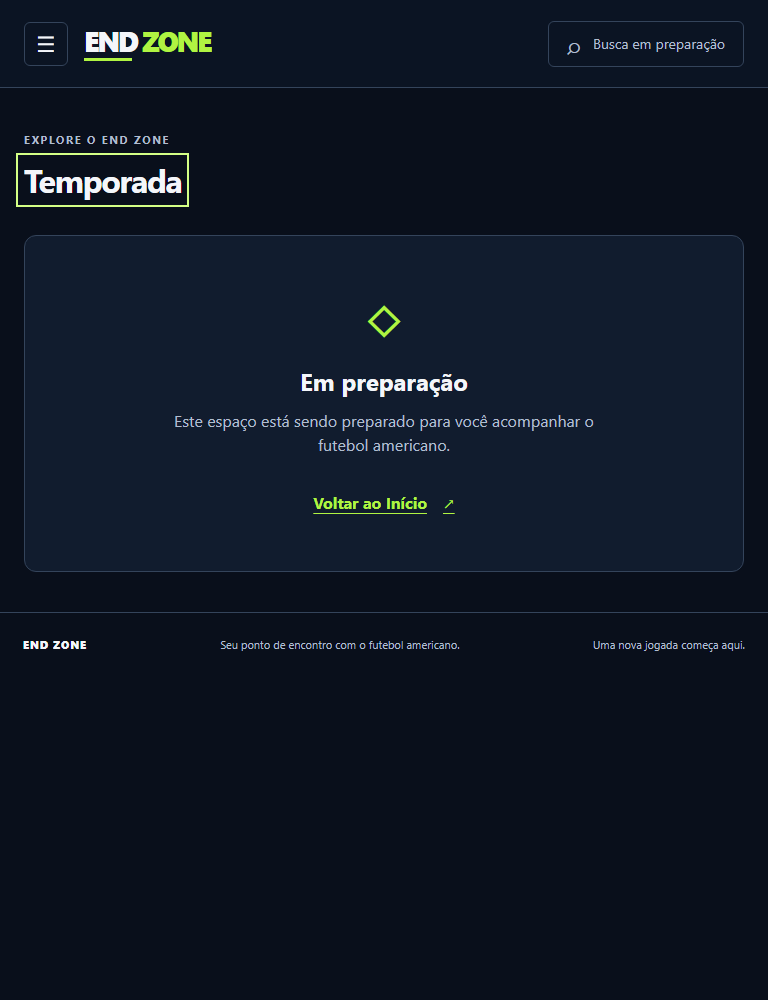 END ZONE
Busca em preparação
EXPLORE O END ZONE
Temporada
Em preparação
Este espaço está sendo preparado para você acompanhar o
futebol americano.
Voltar ao Início ↗
END ZONE
Seu ponto de encontro com o futebol americano.
Uma nova jogada começa aqui.